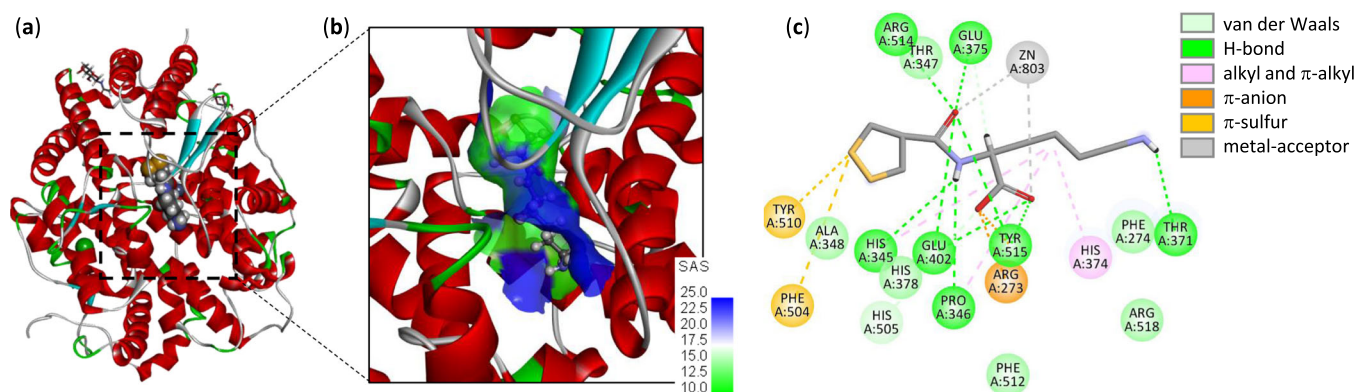 (a)
(b)
SAS
25.0
22.5
20.0
17.5
15.0
12.5
10.0
(c)
ARG
A:514
THR
A:347
GLU
A:375
ZN
A:803
TYR
A:510
ALA
A:348
HIS
A:345
HIS
A:378
GLU
A:402
TYR
A:515
ARG
A:273
HIS
A:374
PHE
A:274
THR
A:371
PHE
A:504
HIS
A:505
PRO
A:346
ARG
A:518
PHE
A:512
S
N
H
O
O
O
N
H
H
van der Waals
H-bond
alkyl and π-alkyl
π-anion
π-sulfur
metal-acceptor